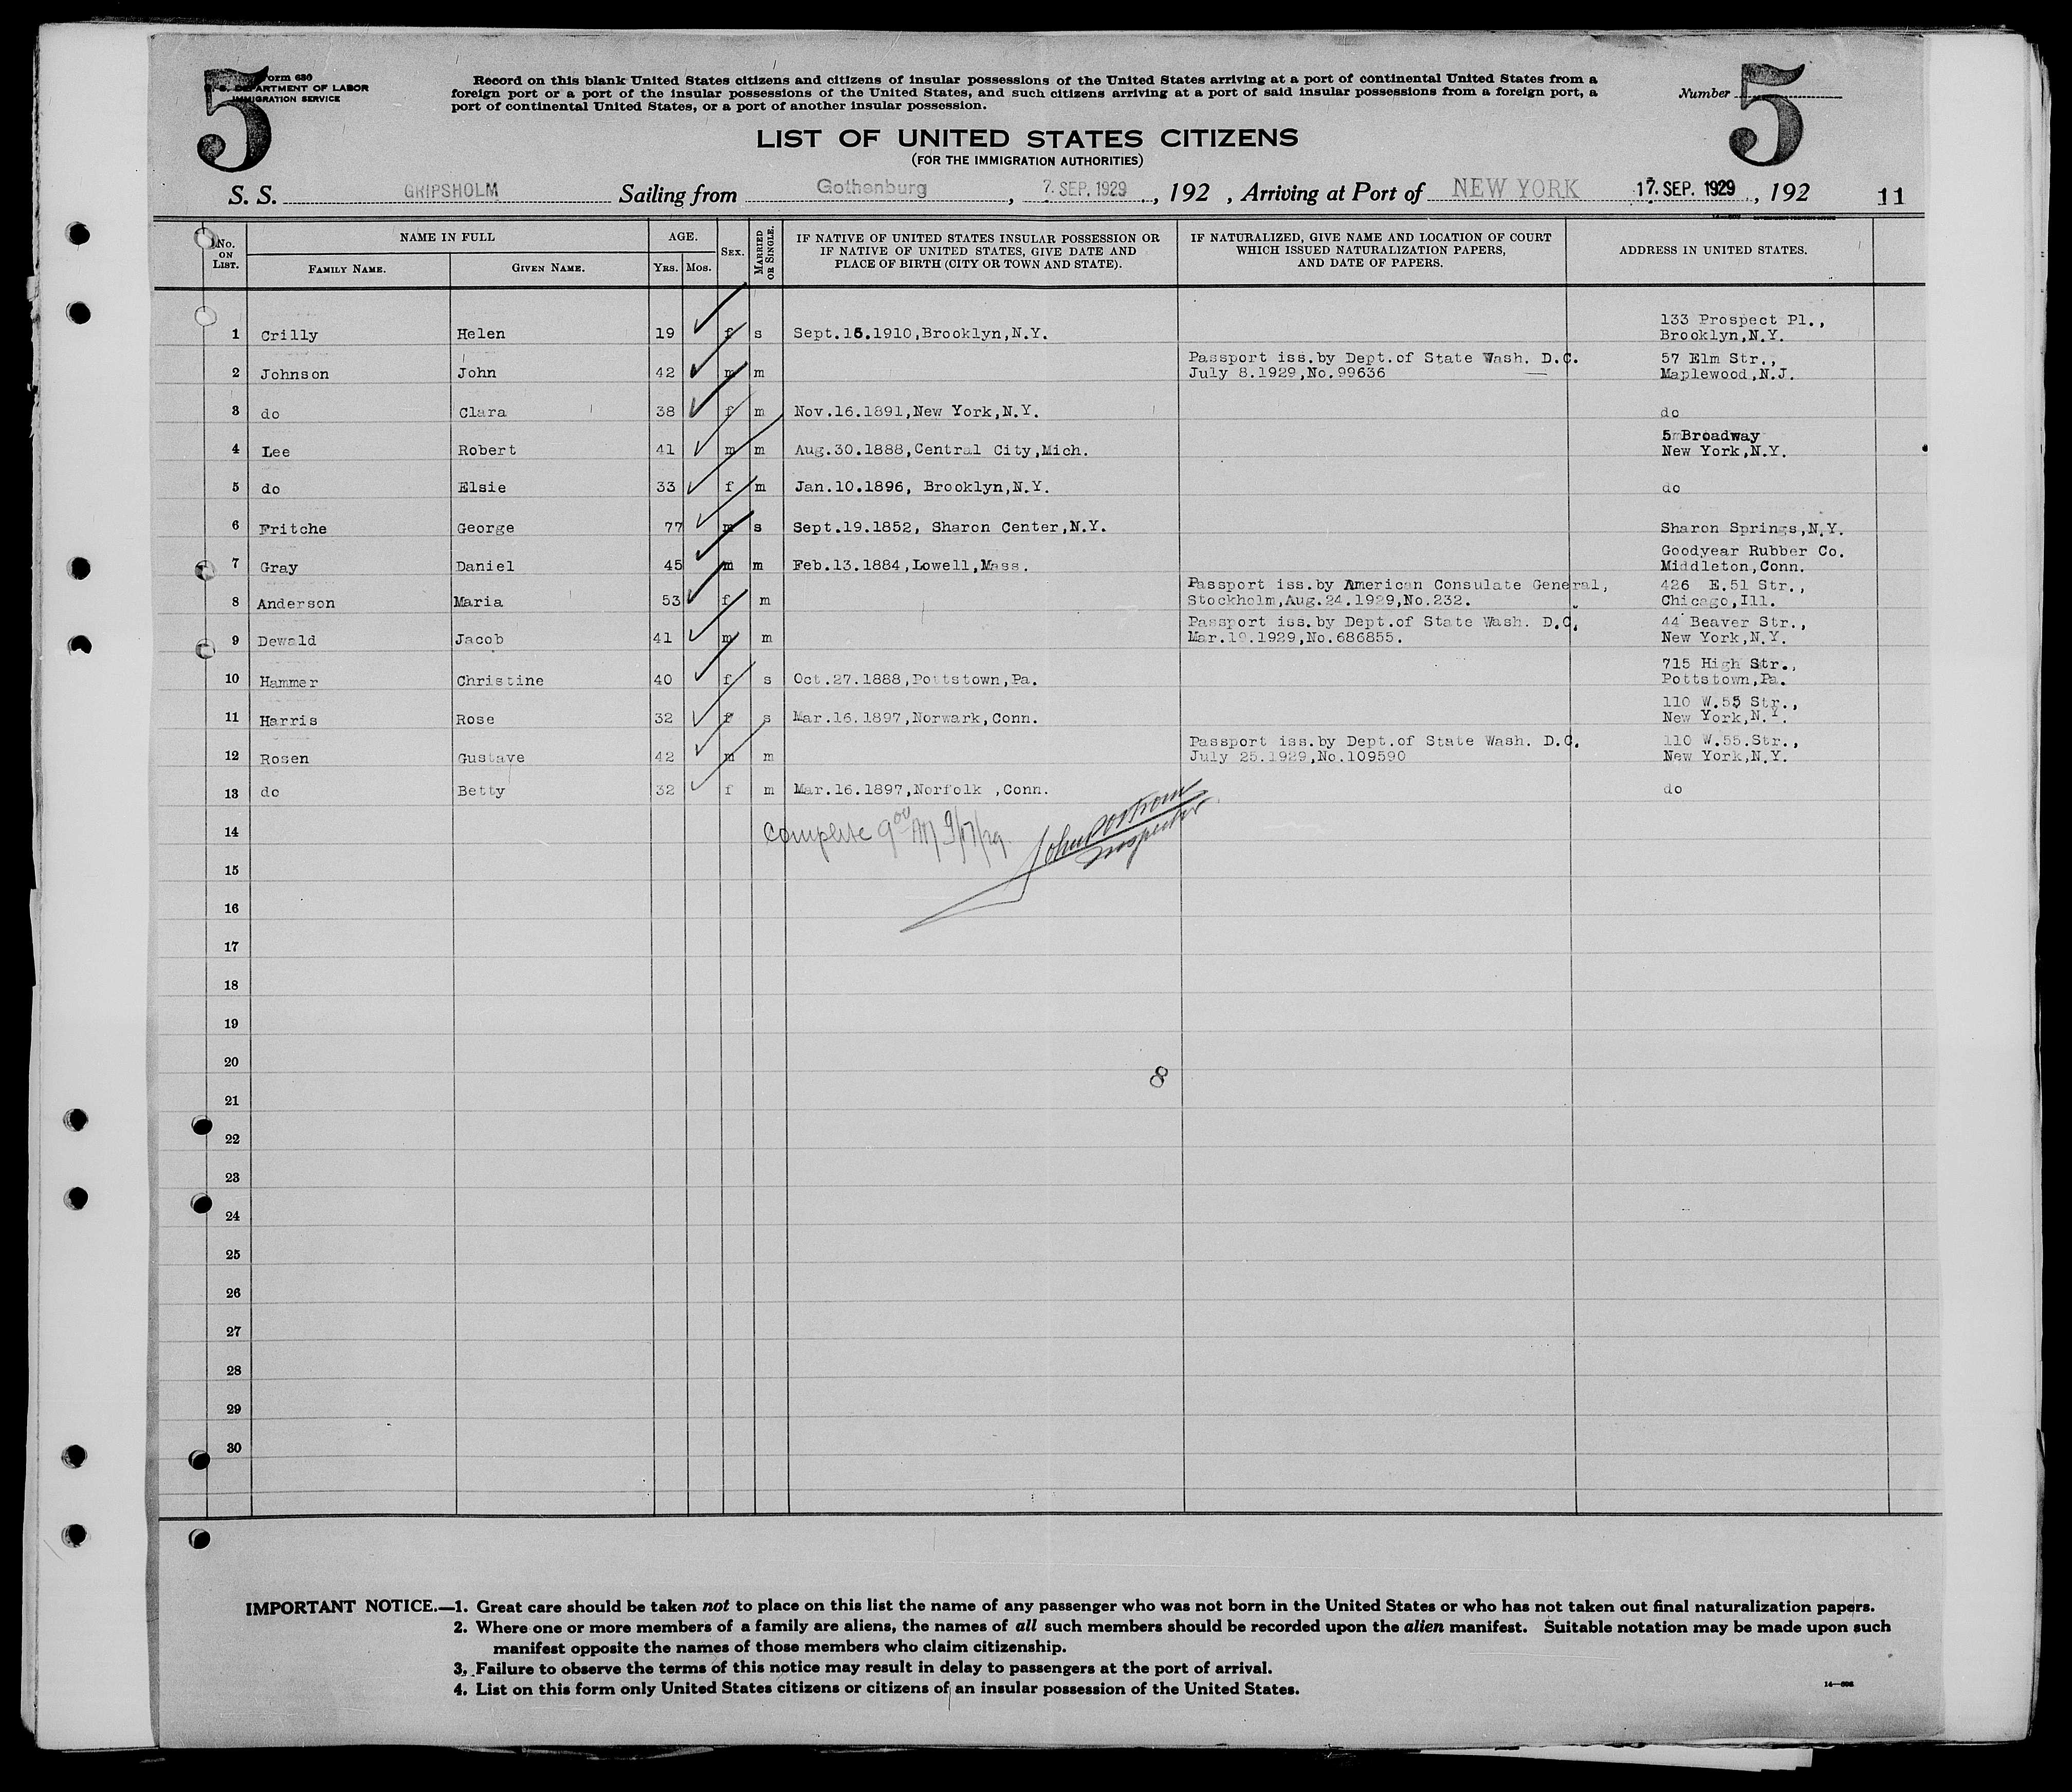 5
Form 630
U. S. DEPARTMENT OF LABOR
IMMIGRATION SERVICE
Record on this blank United States citizens and citizens of insular possessions of the United States arriving at a port of continental United States from a
foreign port or a port of the insular possessions of the United States, and such citizens arriving at a port of said insular possessions from a foreign port, a
port of continental United States, or a port of another insular possession.
Number 5
LIST OF UNITED STATES CITIZENS
(FOR THE IMMIGRATION AUTHORITIES)
S. S. GRIPSHOLM Sailing from Gothenburg, 7. SEP. 1929, 192 , Arriving at Port of NEW YORK 17. SEP. 1929, 192 11
No. ON LIST. NAME IN FULL AGE. SEX. MARRIED OR SINGLE. IF NATIVE OF UNITED STATES INSULAR POSSESSION OR IF NATIVE OF UNITED STATES, GIVE DATE AND PLACE OF BIRTH (CITY OR TOWN AND STATE). IF NATURALIZED, GIVE NAME AND LOCATION OF COURT WHICH ISSUED NATURALIZATION PAPERS, AND DATE OF PAPERS. ADDRESS IN UNITED STATES.
FAMILY NAME. GIVEN NAME. YRS. MOS.
133 Prospect Pl.,
1 Crilly Helen 19 f s Sept.15.1910,Brooklyn,N.Y. Brooklyn,N.Y.
Passport iss.by Dept.of State Wash. D.C. 57 Elm Str.,
2 Johnson John 42 m m July 8.1929,No.99636 Maplewood,N.J.
3 do Clara 38 f m Nov.16.1891,New York,N.Y. do
5 Broadway
4 Lee Robert 41 m m Aug.30.1888,Central City,Mich. New York,N.Y.
5 do Elsie 33 f m Jan.10.1896, Brooklyn,N.Y. do
6 Fritche George 77 m s Sept.19.1852, Sharon Center,N.Y. Sharon Springs,N.Y.
Goodyear Rubber Co.
7 Gray Daniel 45 m m Feb.13.1884,Lowell,Mass. Middleton,Conn.
Passport iss.by American Consulate General, 426 E.51 Str.,
8 Anderson Maria 53 f m Stockholm,Aug.24.1929,No.232. Chicago,Ill.
Passport iss.by Dept.of State Wash. D.C. 44 Beaver Str.,
9 Dewald Jacob 41 m m Mar.19.1929,No.686855. New York,N.Y.
715 High Str.,
10 Hammer Christine 40 f s Oct.27.1888,Pottstown,Pa. Pottstown,Pa.
110 W.55 Str.,
11 Harris Rose 32 f s Mar.16.1897,Norwark,Conn. New York,N.Y.
Passport iss.by Dept.of State Wash. D.C. 110 W.55.Str.,
12 Rosen Gustave 42 m m July 25.1929,No.109590 New York,N.Y.
13 do Betty 32 f m Mar.16.1897,Norfolk ,Conn. do
14 Complete 9 00 9/17/29 John
Inspector
15
16
17
18
19
20
8
21
22
23
24
25
26
27
28
29
30
IMPORTANT NOTICE.—1. Great care should be taken not to place on this list the name of any passenger who was not born in the United States or who has not taken out final naturalization papers.
2. Where one or more members of a family are aliens, the names of all such members should be recorded upon the alien manifest. Suitable notation may be made upon such
manifest opposite the names of those members who claim citizenship.
3. Failure to observe the terms of this notice may result in delay to passengers at the port of arrival.
4. List on this form only United States citizens or citizens of an insular possession of the United States.